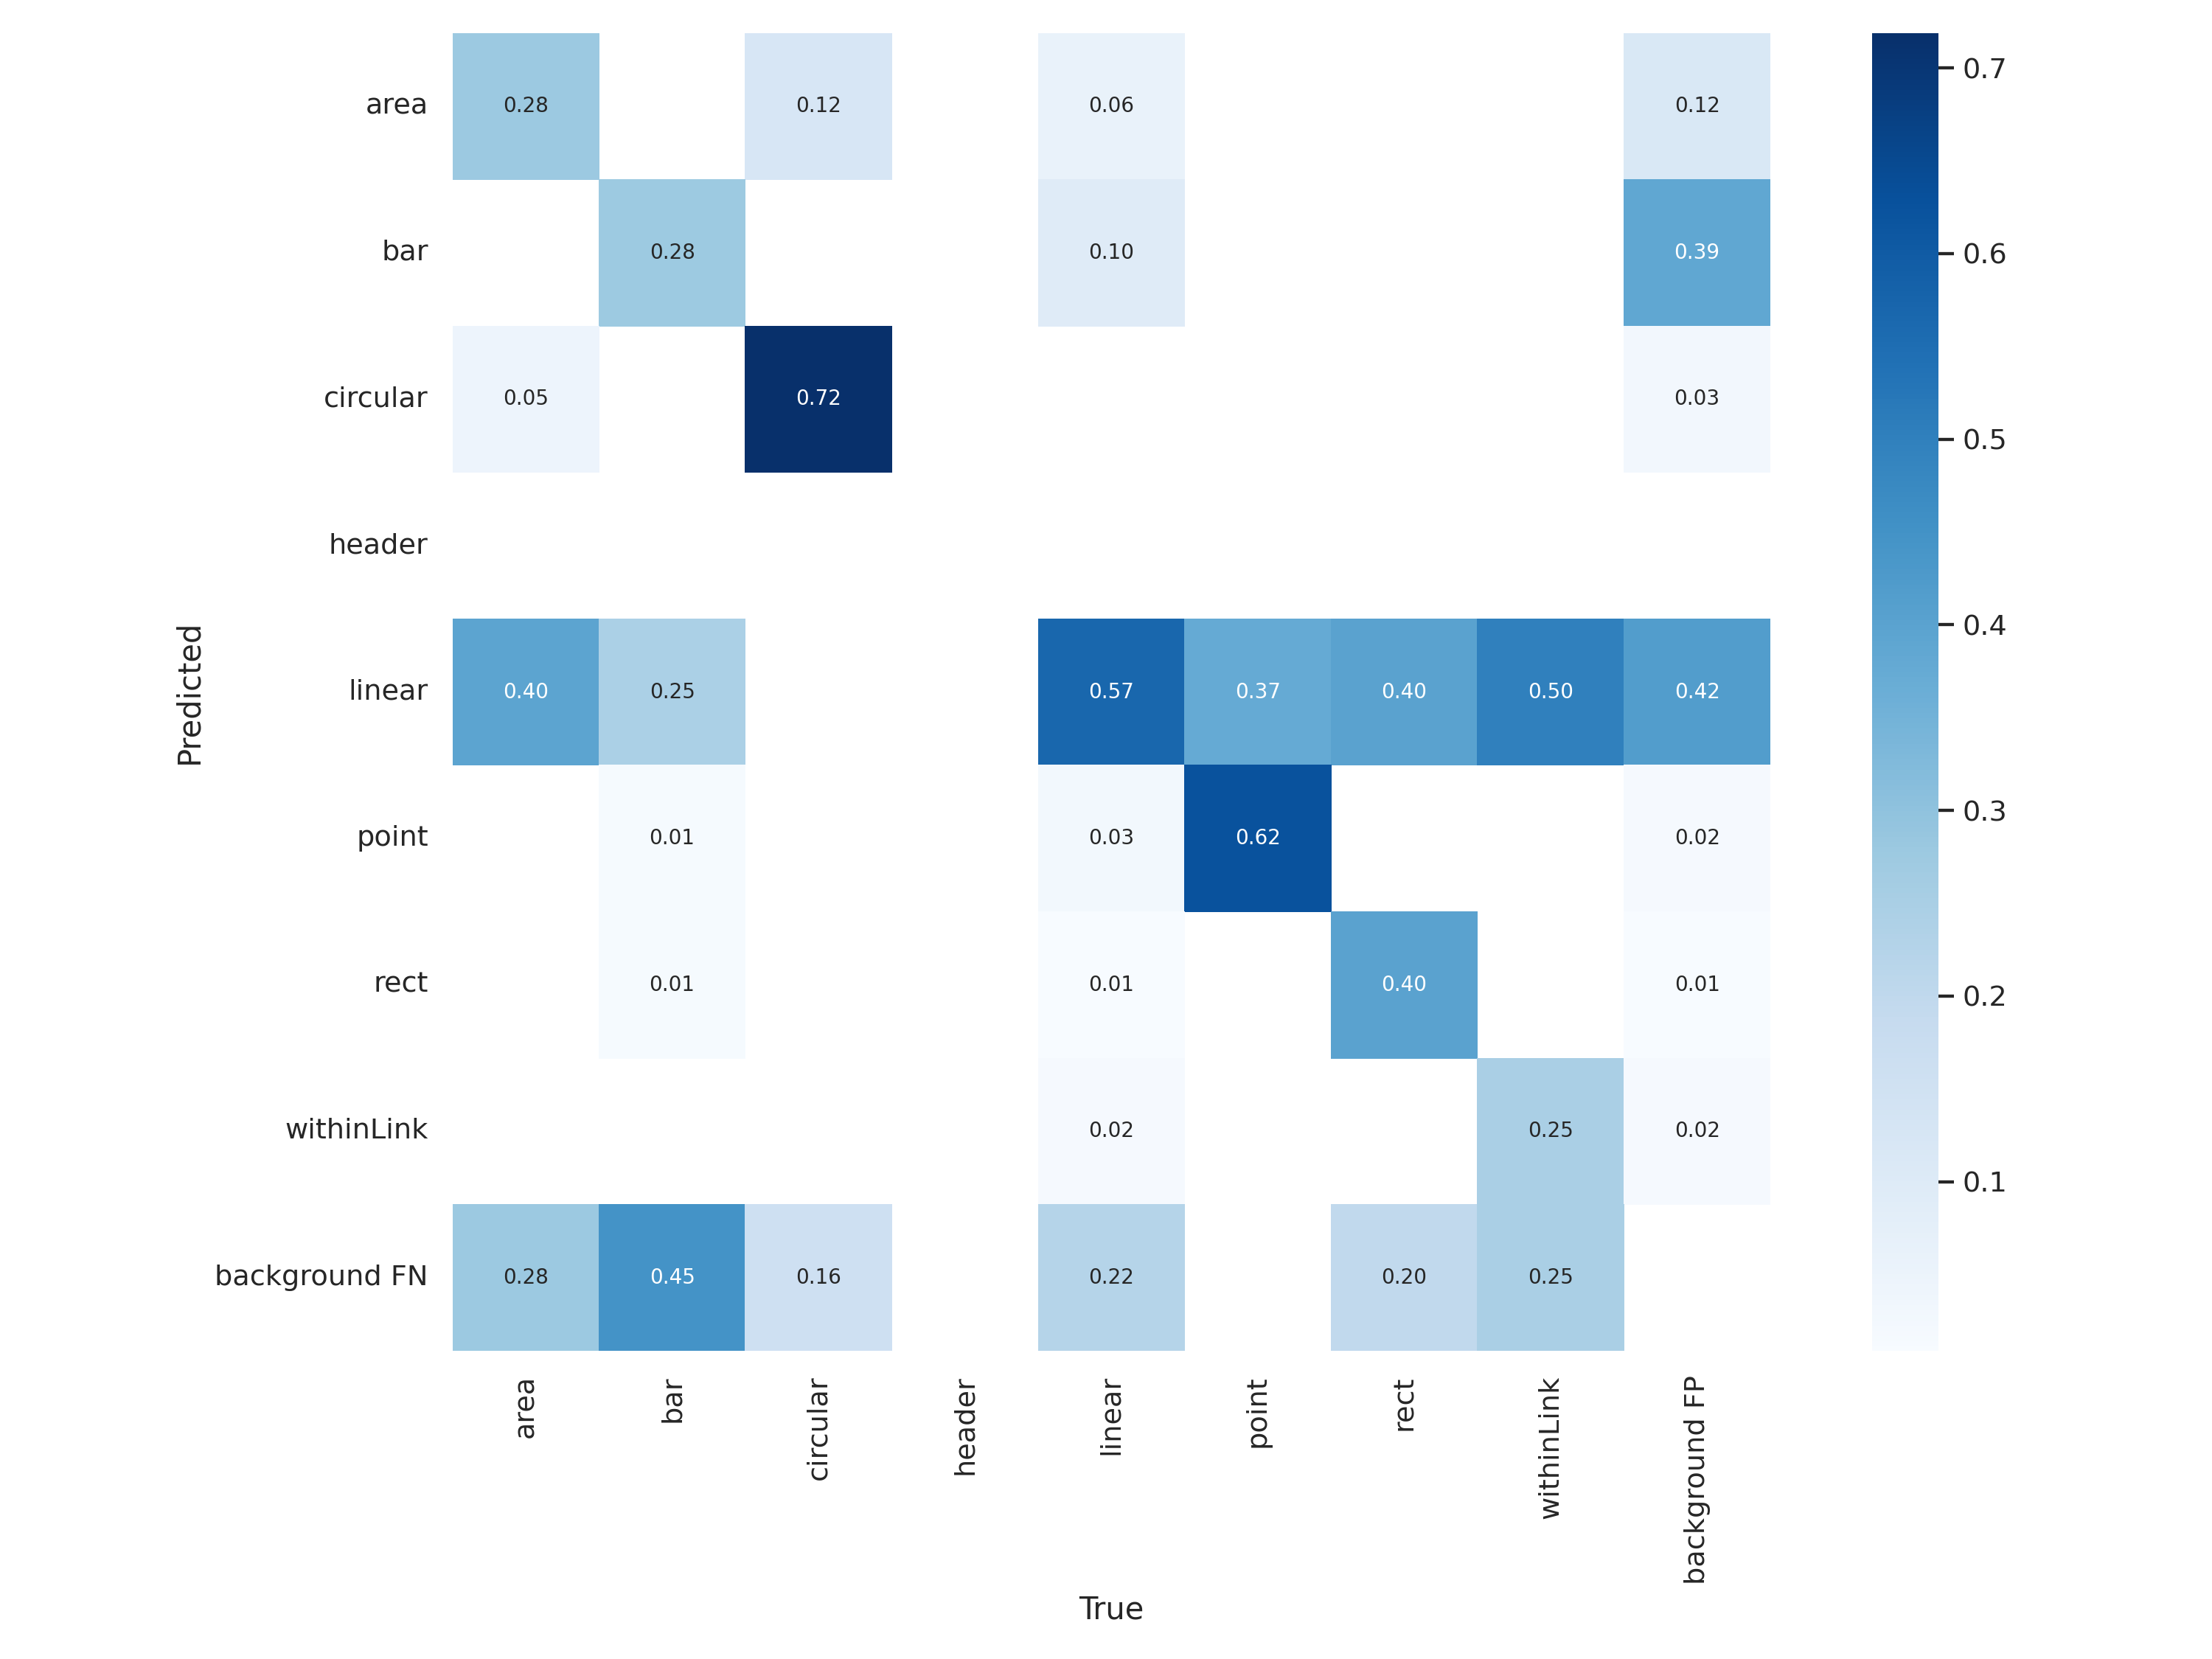 area 0.28 0.12 0.06 0.12
bar 0.28 0.10 0.39
circular 0.05 0.72 0.03
header
linear 0.40 0.25 0.57 0.37 0.40 0.50 0.42
point 0.01 0.03 0.62 0.02
rect 0.01 0.01 0.40 0.01
withinLink 0.02 0.25 0.02
background FN 0.28 0.45 0.16 0.22 0.20 0.25
Predicted
area bar circular header linear point rect withinLink background FP
True
0.7
0.6
0.5
0.4
0.3
0.2
0.1